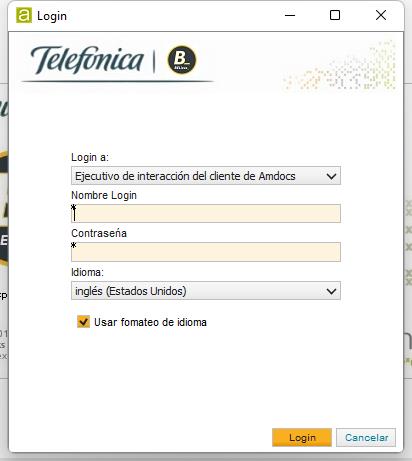 a Login
Telefónica | B_
Login a:
Ejecutivo de interacción del cliente de Amdocs
Nombre Login
*
Contraseña
*
Idioma:
inglés (Estados Unidos)
Usar fomateo de idioma
Login Cancelar